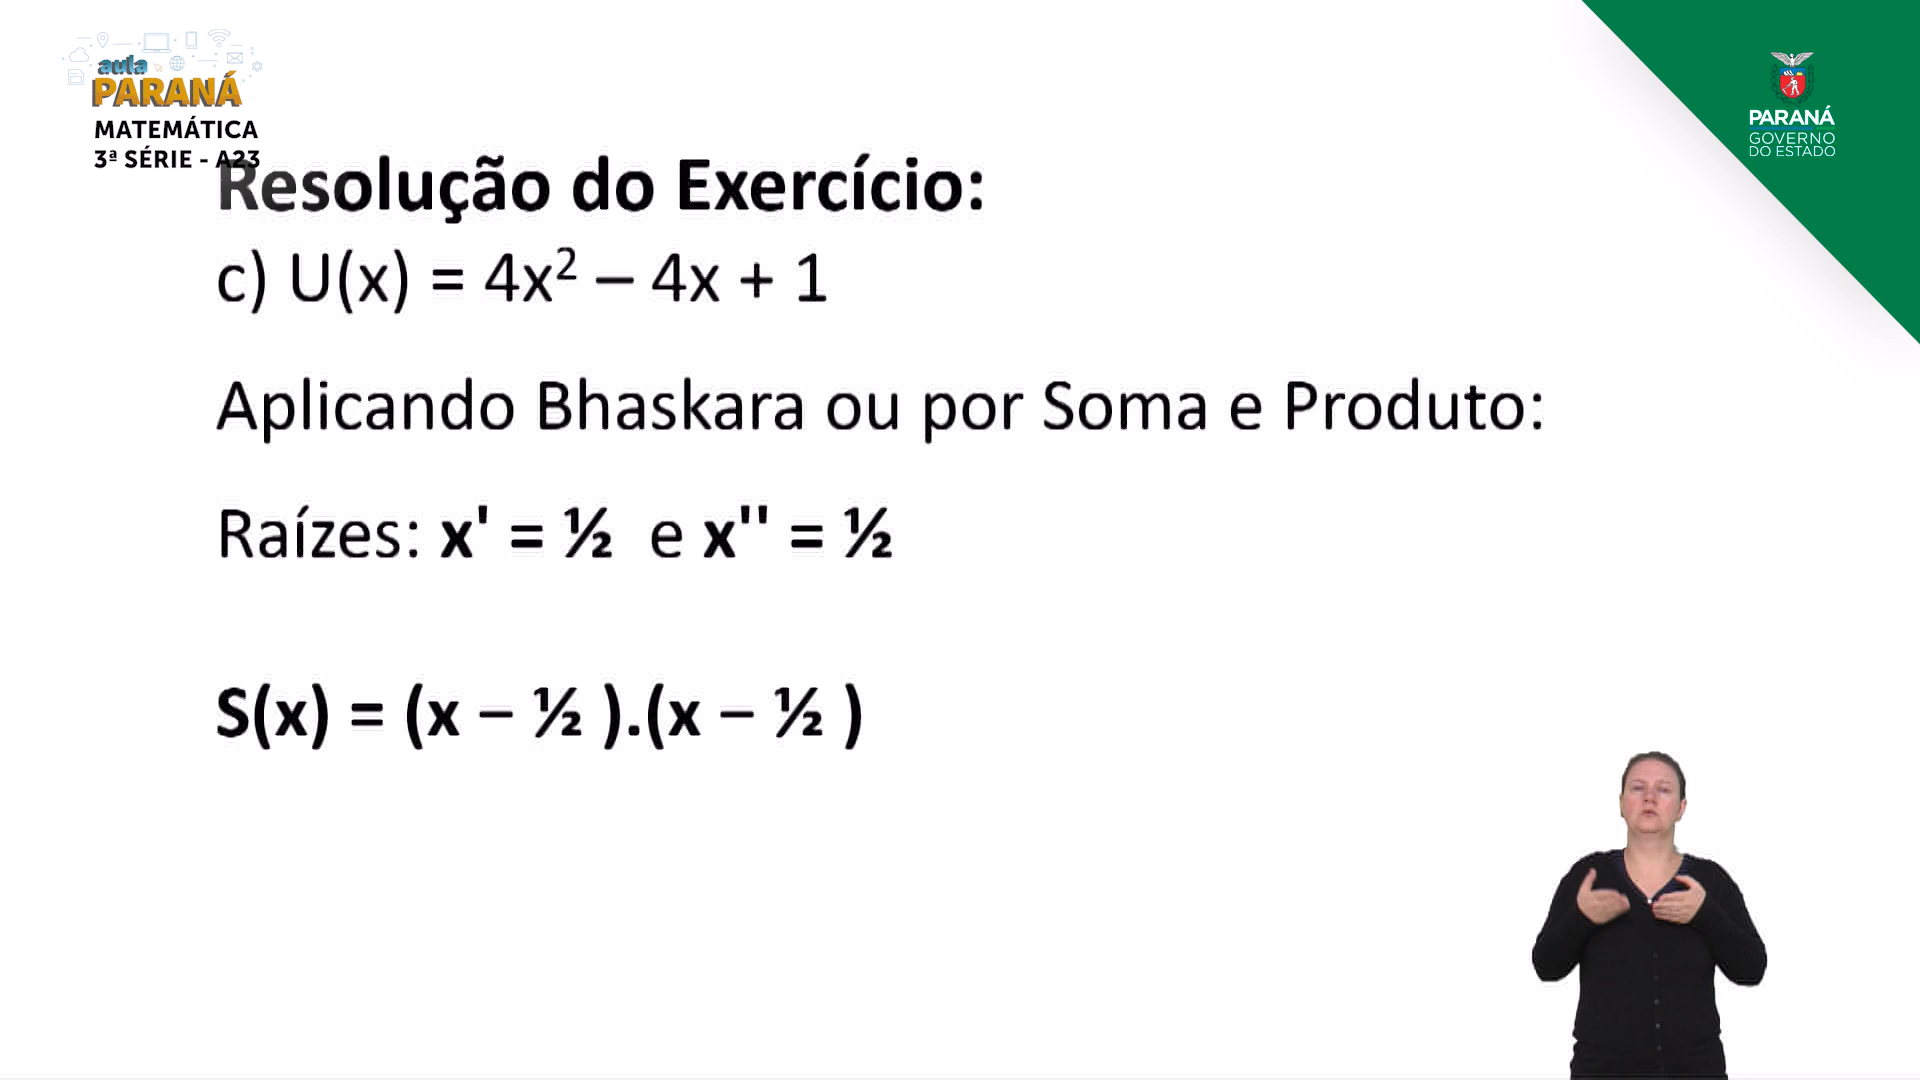 aula
PARANÁ
MATEMÁTICA
3ª SÉRIE - A23
PARANÁ
GOVERNO
DO ESTADO
Resolução do Exercício:
c) U(x) = 4x² – 4x + 1
Aplicando Bhaskara ou por Soma e Produto:
Raízes: x' = ½ e x'' = ½
S(x) = (x – ½ ).(x – ½ )